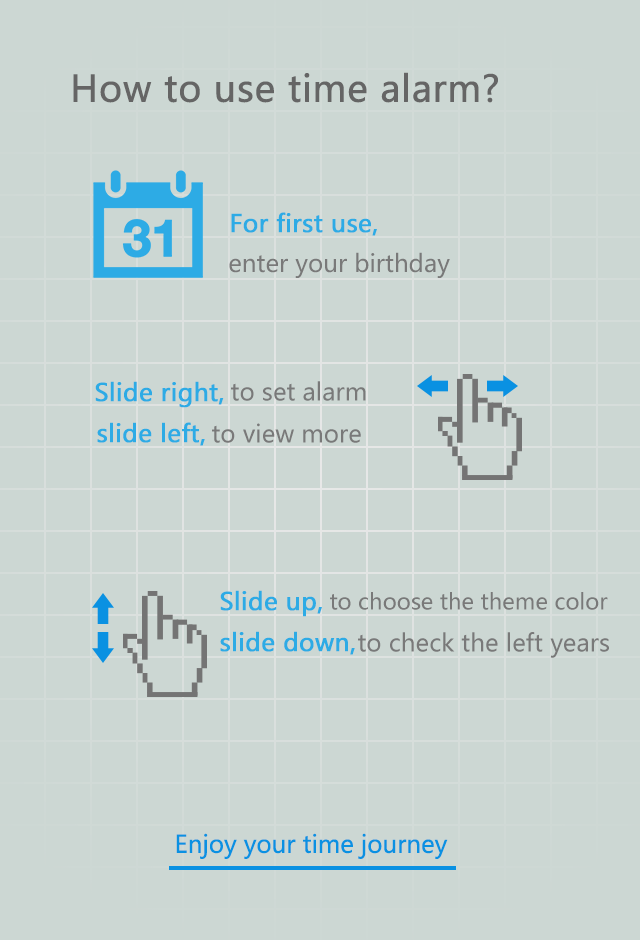 How to use time alarm?
31
For first use,
enter your birthday
Slide right, to set alarm
slide left, to view more
Slide up, to choose the theme color
slide down,to check the left years
Enjoy your time journey